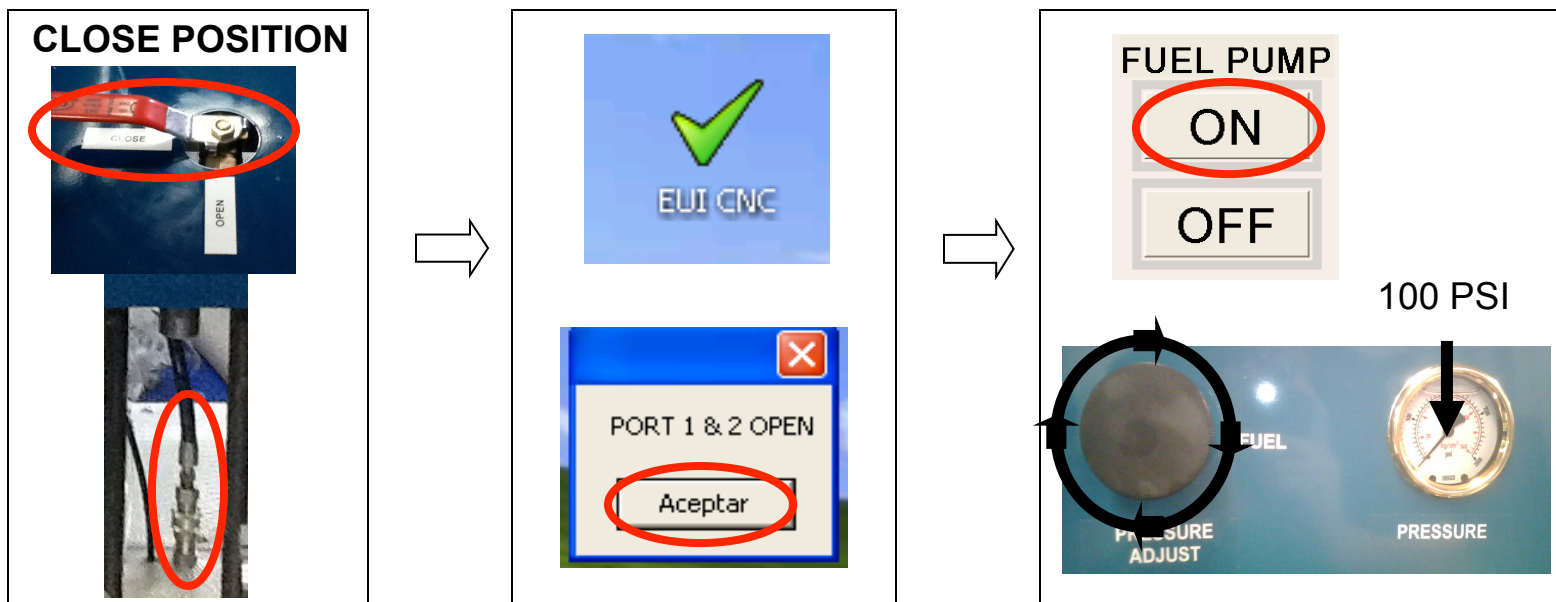 CLOSE POSITION
CLOSE
OPEN
EUI CNC
PORT 1 & 2 OPEN
Aceptar
FUEL PUMP
ON
OFF
100 PSI
FUEL
PRESSURE
ADJUST
psi
PRESSURE